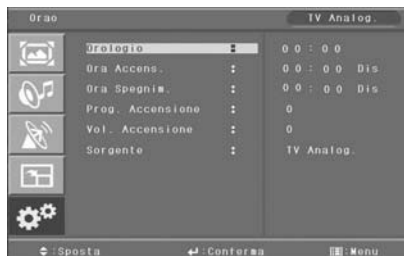 Orao TV Analog.
Orologio : 00:00
Ora Accens. : 00:00 Dis
Ora Spegnim. : 00:00 Dis
Prog. Accensione : 0
Vol. Accensione : 0
Sorgente : TV Analog.
:Sposta :Conferma :Menu